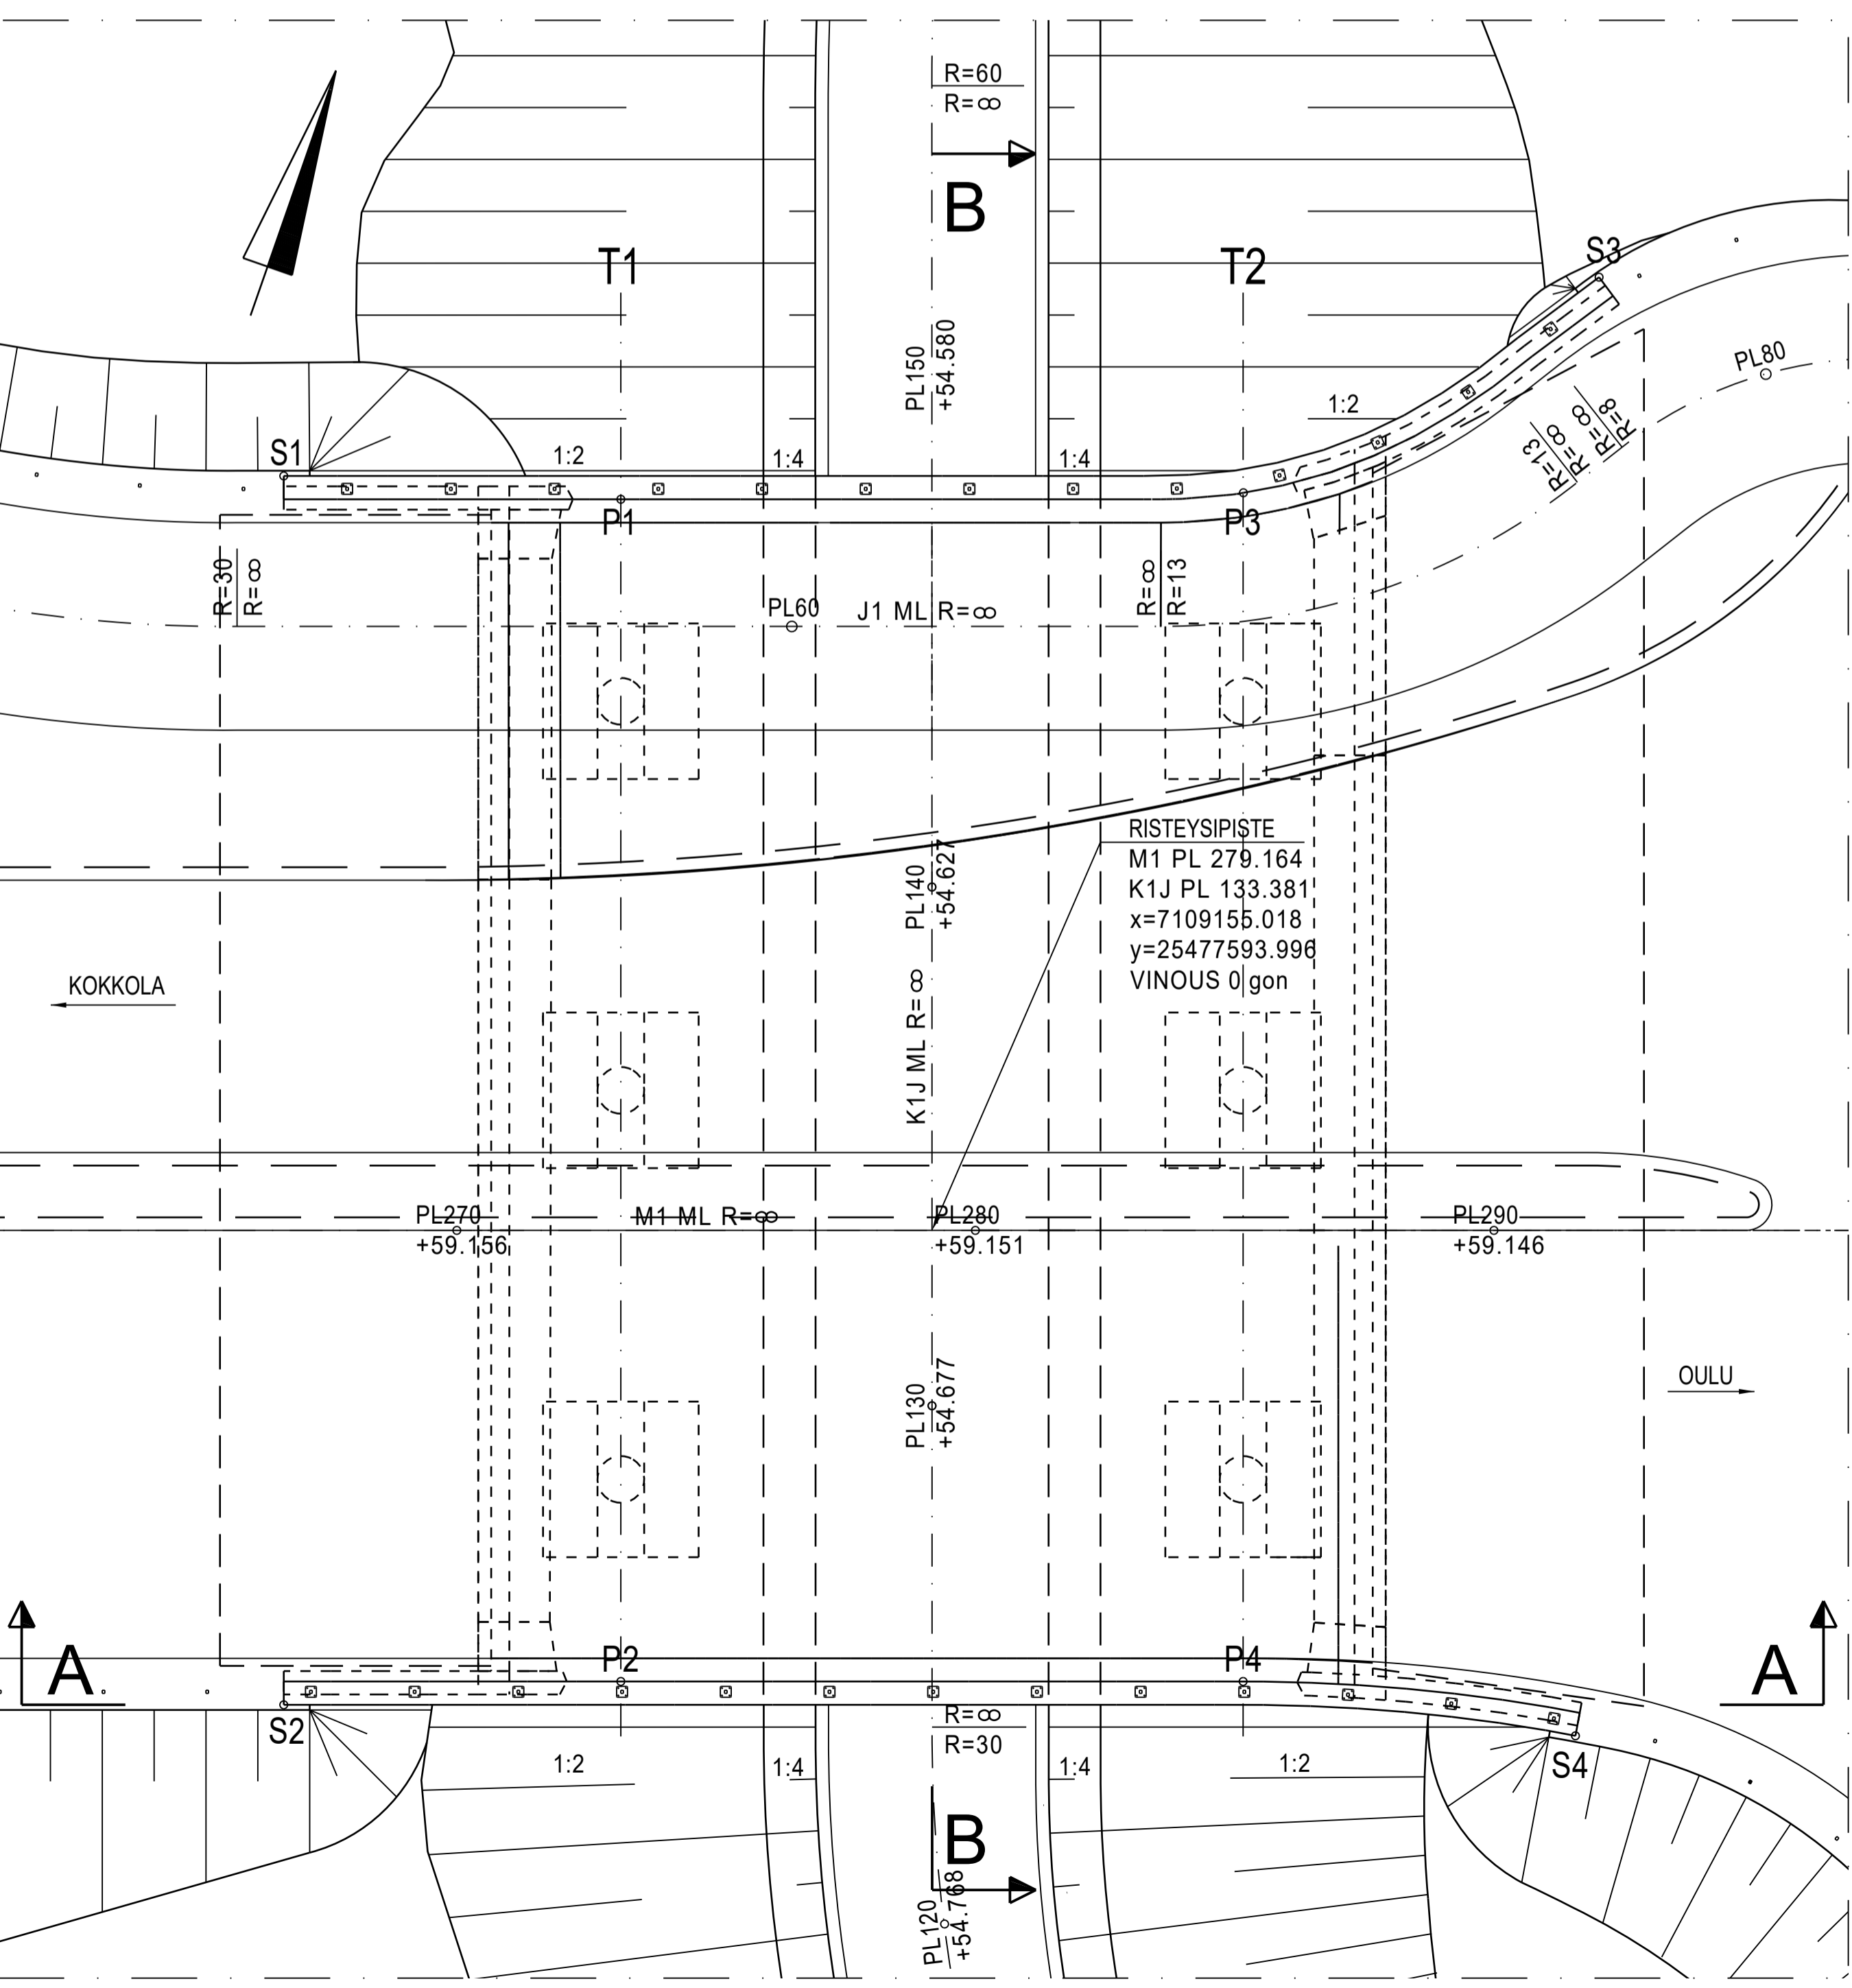 R=60
R=∞
B
T1
T2
S3
PL150
+54.580
PL80
1:2
R=13
R=∞
R=∞
R=8
S1
1:2
1:4
1:4
P1
P3
R=30
R=∞
PL60
J1 ML R=∞
R=∞
R=13
RISTEYSIPISTE
M1 PL 279.164
K1J PL 133.381
x=7109155.018
y=25477593.996
VINOUS 0 gon
PL140
+54.627
KOKKOLA
K1J ML R=∞
PL270
+59.156
M1 ML R=∞
PL280
+59.151
PL290
+59.146
PL130
+54.677
OULU
A
P2
P4
A
S2
R=∞
R=30
S4
1:2
1:4
1:4
1:2
B
PL120
+54.768